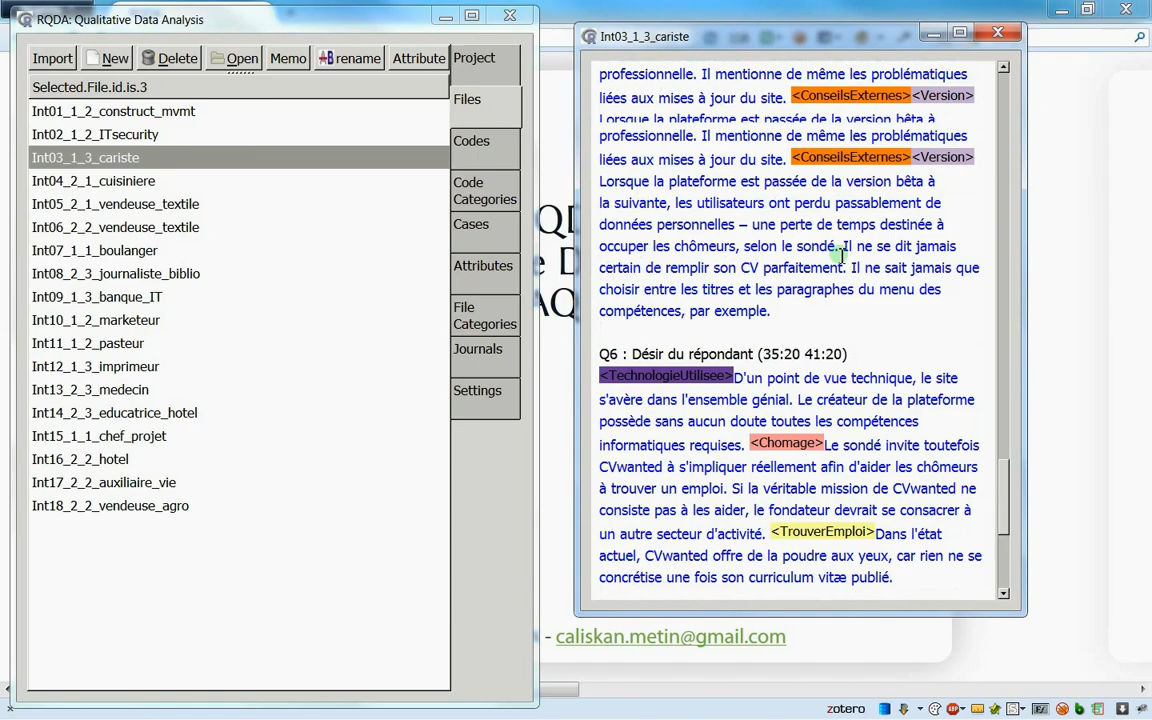 RQDA: Qualitative Data Analysis
Import New Delete Open Memo rename Attribute
Selected.File.id.is.3
Int01_1_2_construct_mvmt
Int02_1_2_ITsecurity
Int03_1_3_cariste
Int04_2_1_cuisiniere
Int05_2_1_vendeuse_textile
Int06_2_2_vendeuse_textile
Int07_1_1_boulanger
Int08_2_3_journaliste_biblio
Int09_1_3_banque_IT
Int10_1_2_marketeur
Int11_1_2_pasteur
Int12_1_3_imprimeur
Int13_2_3_medecin
Int14_2_3_educatrice_hotel
Int15_1_1_chef_projet
Int16_2_2_hotel
Int17_2_2_auxiliaire_vie
Int18_2_2_vendeuse_agro
Project
Files
Codes
Code
Categories
Cases
Attributes
File
Categories
Journals
Settings
Int03_1_3_cariste
professionnelle. Il mentionne de même les problématiques
liées aux mises à jour du site. <ConseilsExternes><Version>
Lorsque la plateforme est passée de la version bêta à
professionnelle. Il mentionne de même les problématiques
liées aux mises à jour du site. <ConseilsExternes><Version>
Lorsque la plateforme est passée de la version bêta à
la suivante, les utilisateurs ont perdu passablement de
données personnelles – une perte de temps destinée à
occuper les chômeurs, selon le sondé. Il ne se dit jamais
certain de remplir son CV parfaitement. Il ne sait jamais que
choisir entre les titres et les paragraphes du menu des
compétences, par exemple.
Q6 : Désir du répondant (35:20 41:20)
<TechnologieUtilisee>D'un point de vue technique, le site
s'avère dans l'ensemble génial. Le créateur de la plateforme
possède sans aucun doute toutes les compétences
informatiques requises. <Chomage>Le sondé invite toutefois
CVwanted à s'impliquer réellement afin d'aider les chômeurs
à trouver un emploi. Si la véritable mission de CVwanted ne
consiste pas à les aider, le fondateur devrait se consacrer à
un autre secteur d'activité. <TrouverEmploi>Dans l'état
actuel, CVwanted offre de la poudre aux yeux, car rien ne se
concrétise une fois son curriculum vitæ publié.
- caliskan.metin@gmail.com
zotero